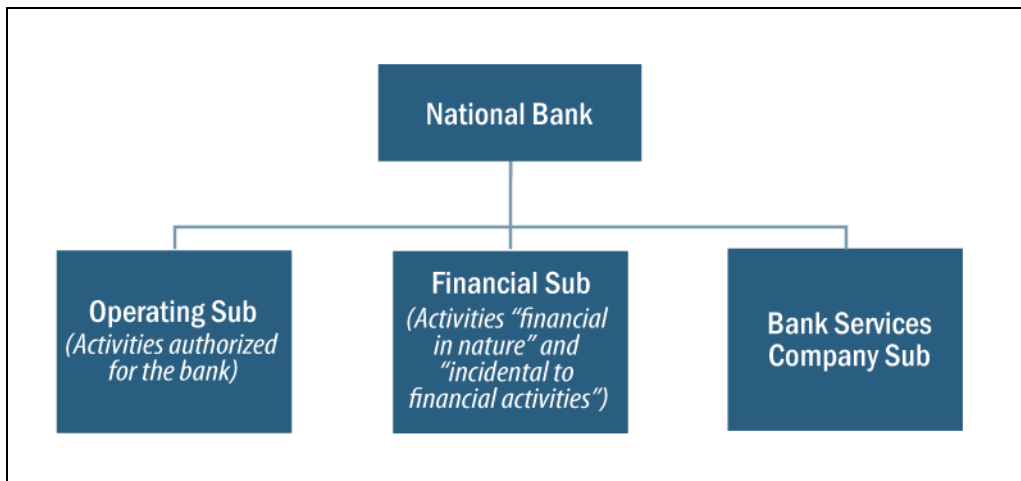 National Bank
Operating Sub
(Activities authorized
for the bank)
Financial Sub
(Activities “financial
in nature” and
“incidental to
financial activities”)
Bank Services
Company Sub